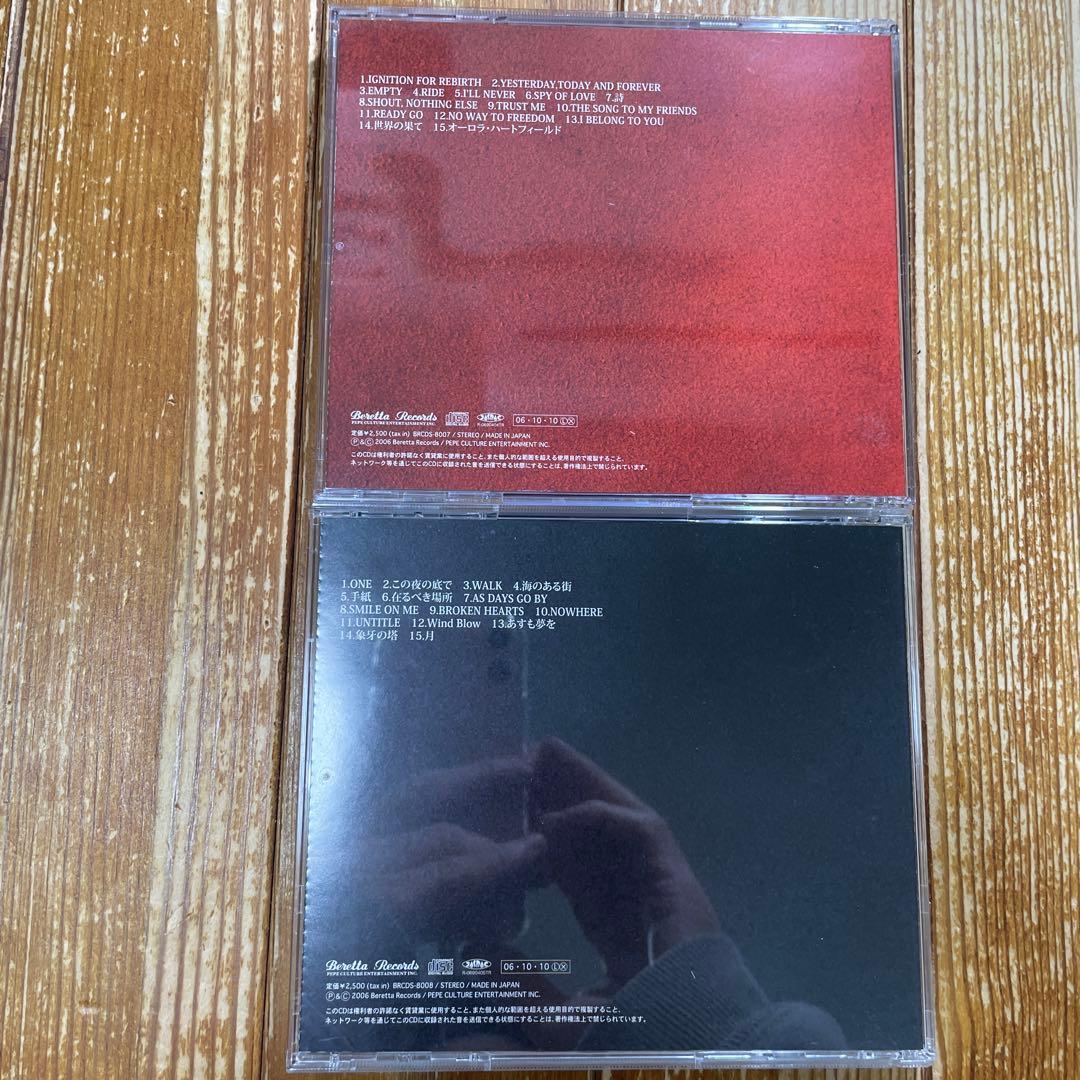 1.IGNITION FOR REBIRTH 2.YESTERDAY,TODAY AND FOREVER
3.EMPTY 4.RIDE 5.I'LL NEVER 6.SPY OF LOVE 7.詩
8.SHOUT, NOTHING ELSE 9.TRUST ME 10.THE SONG TO MY FRIENDS
11.READY GO 12.NO WAY TO FREEDOM 13.I BELONG TO YOU
14.世界の果て 15.オーロラ・ハートフィールド
Beretta Records
PEPE CULTURE ENTERTAINMENT INC.
06・10・10 Ⓛ
定価¥2,500 (tax in) BRCDS-8007 / STEREO / MADE IN JAPAN
Ⓟ&Ⓒ 2006 Beretta Records / PEPE CULTURE ENTERTAINMENT INC.
このCDは権利者の許諾なく賃貸業に使用すること、また個人的な範囲を超える使用目的で複製すること、
ネットワーク等を通じてこのCDに収録された音を送信できる状態にすることは、著作権法上で禁じられています。
1.ONE 2.この夜の底で 3.WALK 4.海のある街
5.手紙 6.在るべき場所 7.AS DAYS GO BY
8.SMILE ON ME 9.BROKEN HEARTS 10.NOWHERE
11.UNTITLE 12.Wind Blow 13.あすも夢を
14.象牙の塔 15.月
Beretta Records
PEPE CULTURE ENTERTAINMENT INC.
06・10・10 Ⓛ
定価¥2,500 (tax in) BRCDS-8008 / STEREO / MADE IN JAPAN
Ⓟ&Ⓒ 2006 Beretta Records / PEPE CULTURE ENTERTAINMENT INC.
このCDは権利者の許諾なく賃貸業に使用すること、また個人的な範囲を超える使用目的で複製すること、
ネットワーク等を通じてこのCDに収録された音を送信できる状態にすることは、著作権法上で禁じられています。